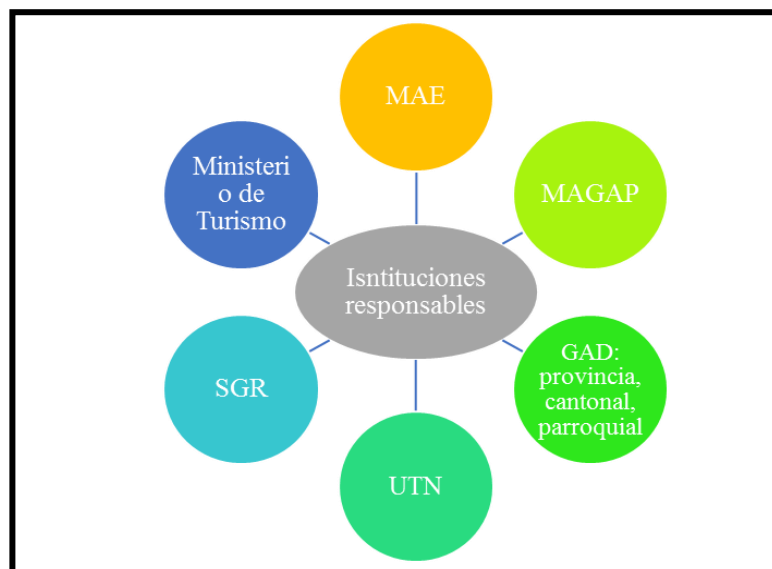 MAE
Ministeri
o de
Turismo
MAGAP
Isntituciones
responsables
SGR
GAD:
provincia,
cantonal,
parroquial
UTN